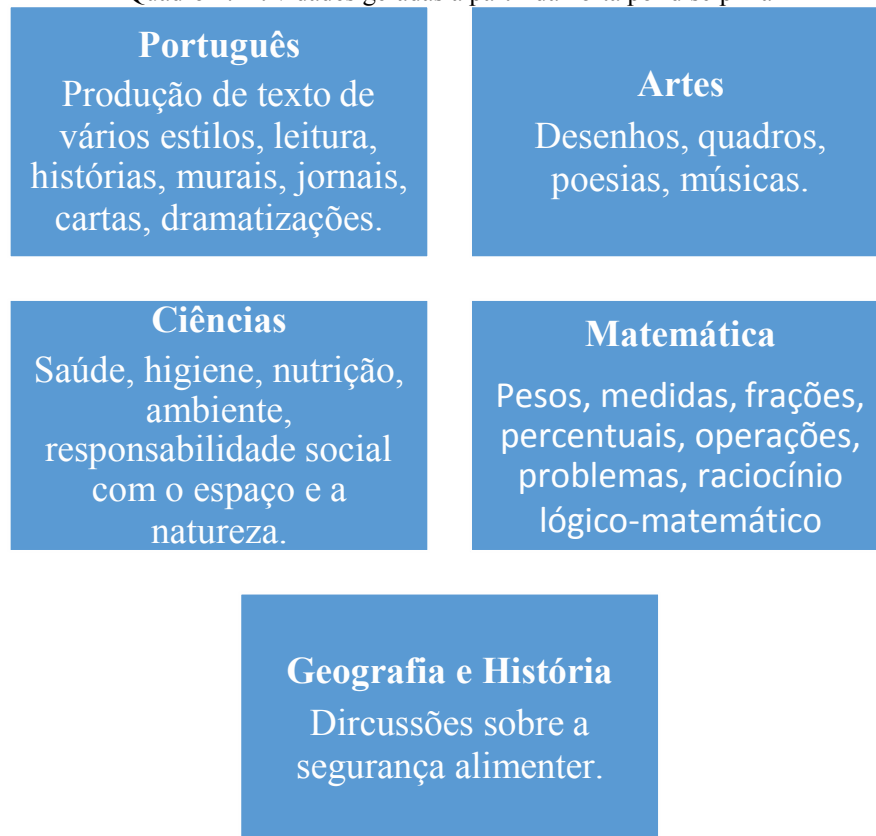 Português
Produção de texto de
vários estilos, leitura,
histórias, murais, jornais,
cartas, dramatizações.
Artes
Desenhos, quadros,
poesias, músicas.
Ciências
Saúde, higiene, nutrição,
ambiente,
responsabilidade social
com o espaço e a
natureza.
Matemática
Pesos, medidas, frações,
percentuais, operações,
problemas, raciocínio
lógico-matemático
Geografia e História
Dircussões sobre a
segurança alimenter.